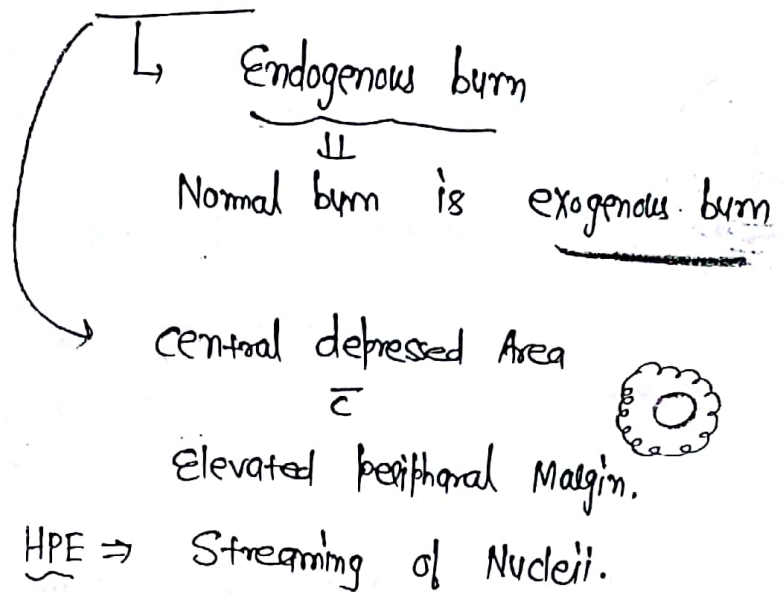 Endogenous burn
Normal burn is exogenous burn
Central depressed Area
c̅
Elevated peripharal Margin.
HPE ⇒ Streaming of Nucleii.